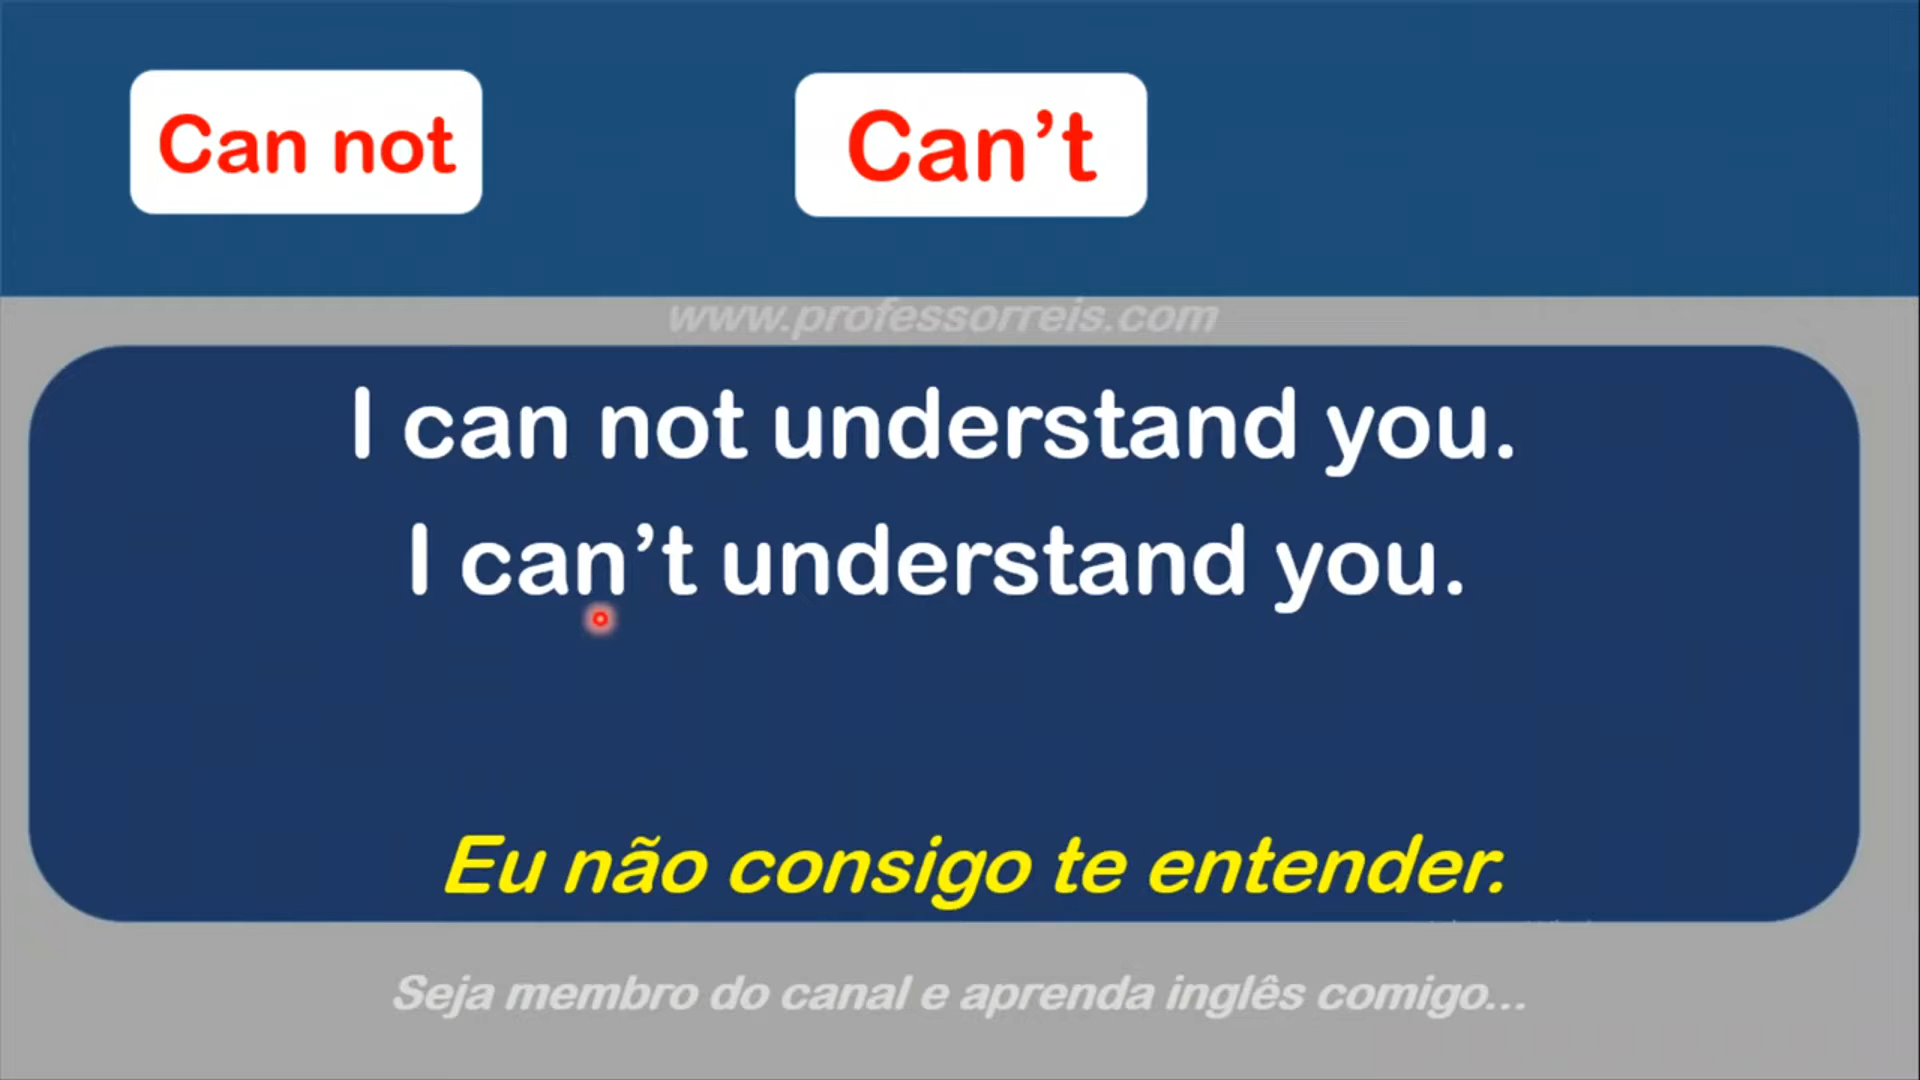 Can not
Can’t
www.professorreis.com
I can not understand you.
I can’t understand you.
Eu não consigo te entender.
Seja membro do canal e aprenda inglês comigo...